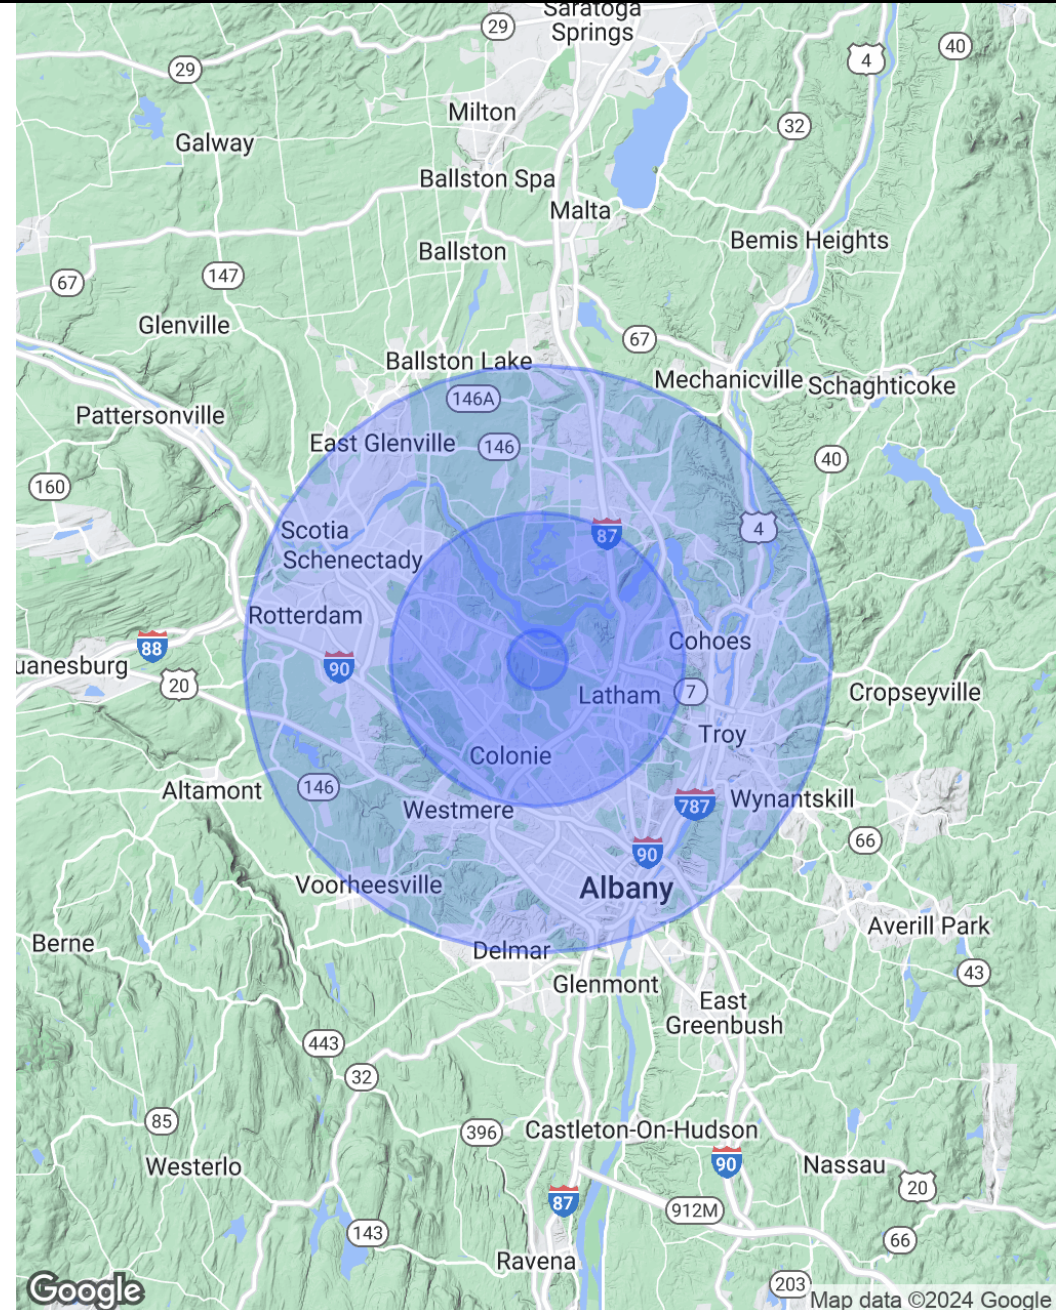 Saratoga
Springs
29
4
40
29
Milton
32
Galway
Ballston Spa
Malta
Bemis Heights
Ballston
147
67
Glenville
67
Ballston Lake
Mechanicville
Schaghticoke
146A
Pattersonville
East Glenville
146
40
160
Scotia
4
87
Schenectady
Rotterdam
Cohoes
88
uanesburg
90
20
Latham
7
Cropseyville
Troy
Colonie
146
Altamont
Westmere
787
Wynantskill
66
90
Voorheesville
Albany
Averill Park
Berne
Delmar
43
Glenmont
East
Greenbush
443
32
85
396
Castleton-On-Hudson
Westerlo
90
Nassau
20
87
912M
143
66
Ravena
203
Google
Map data ©2024 Google